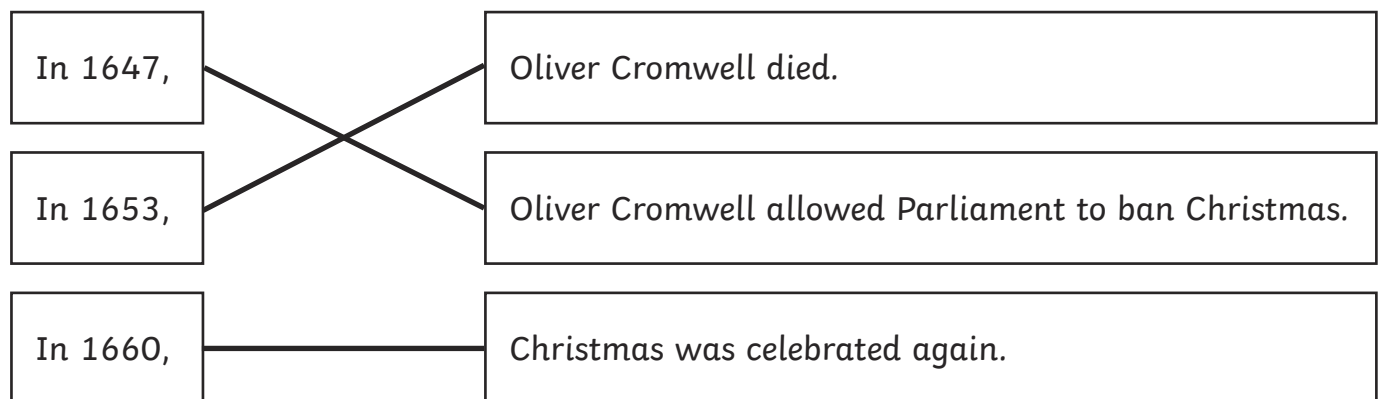 In 1647,
Oliver Cromwell died.
In 1653,
Oliver Cromwell allowed Parliament to ban Christmas.
In 1660,
Christmas was celebrated again.